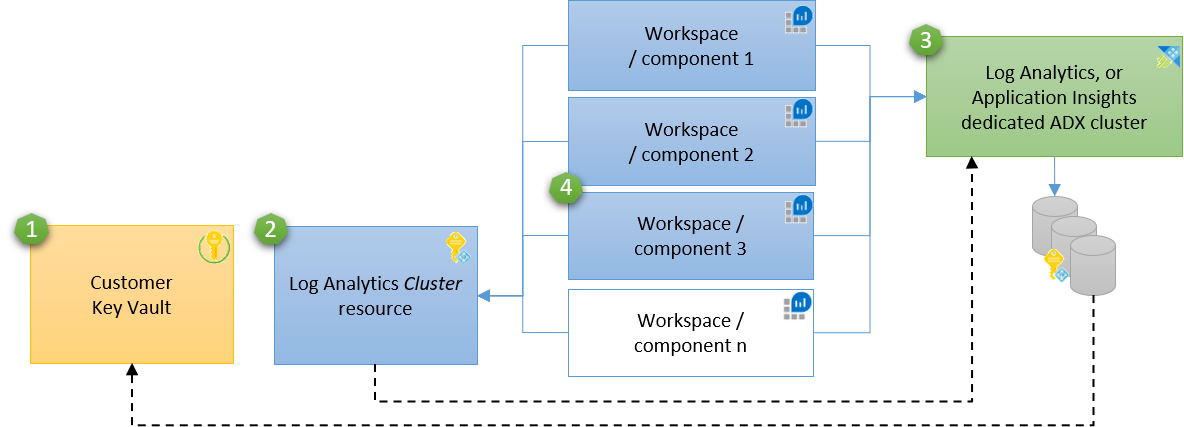 Workspace
/ component 1
3
Log Analytics, or
Application Insights
dedicated ADX cluster
Workspace
/ component 2
4
Workspace /
component 3
1
Customer
Key Vault
2
Log Analytics Cluster
resource
Workspace /
component n